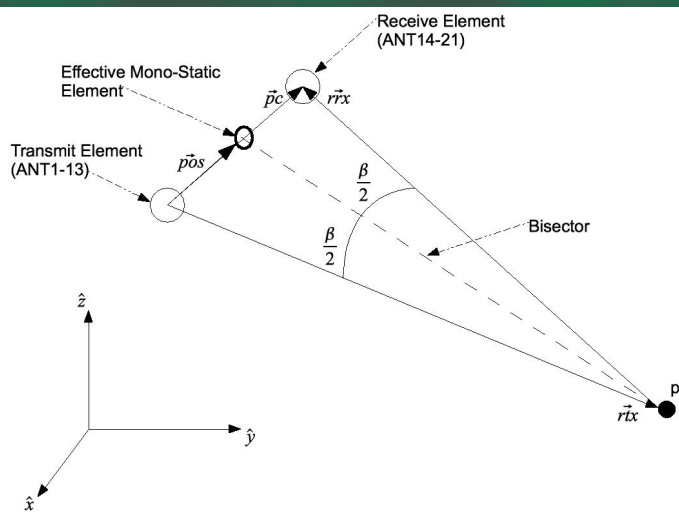 Receive Element
(ANT14-21)
Effective Mono-Static
Element
p⃗c
r⃗rx
Transmit Element
(ANT1-13)
p⃗os
β/2
β/2
Bisector
ẑ
p
r⃗tx
ŷ
x̂